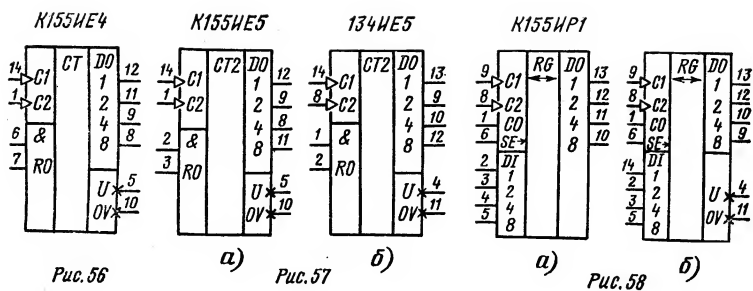 К155ИЕ4
14 C1
1 C2
6 &
7 R0
CT
D0
1 12
2 11
4 9
8 8
U 5
0V 10
Рис. 56
К155ИЕ5
14 C1
1 C2
2 &
3 R0
CT2
D0
1 12
2 9
4 8
8 11
U 5
0V 10
а)
134ИЕ5
14 C1
8 C2
1 &
2 R0
CT2
D0
1 13
2 9
4 10
8 12
U 4
0V 11
б)
Рис. 57
К155ИР1
9 C1
8 C2
1 C0
6 SE→
2 DI
3 1
4 2
5 4
8
RG
↔
D0
1 13
2 12
4 11
8 10
а)
9 C1
8 C2
1 C0
6 SE→
14 DI
2 1
3 2
5 4
8
RG
↔
D0
1 13
2 12
4 10
8 9
U 4
0V 11
б)
Рис. 58